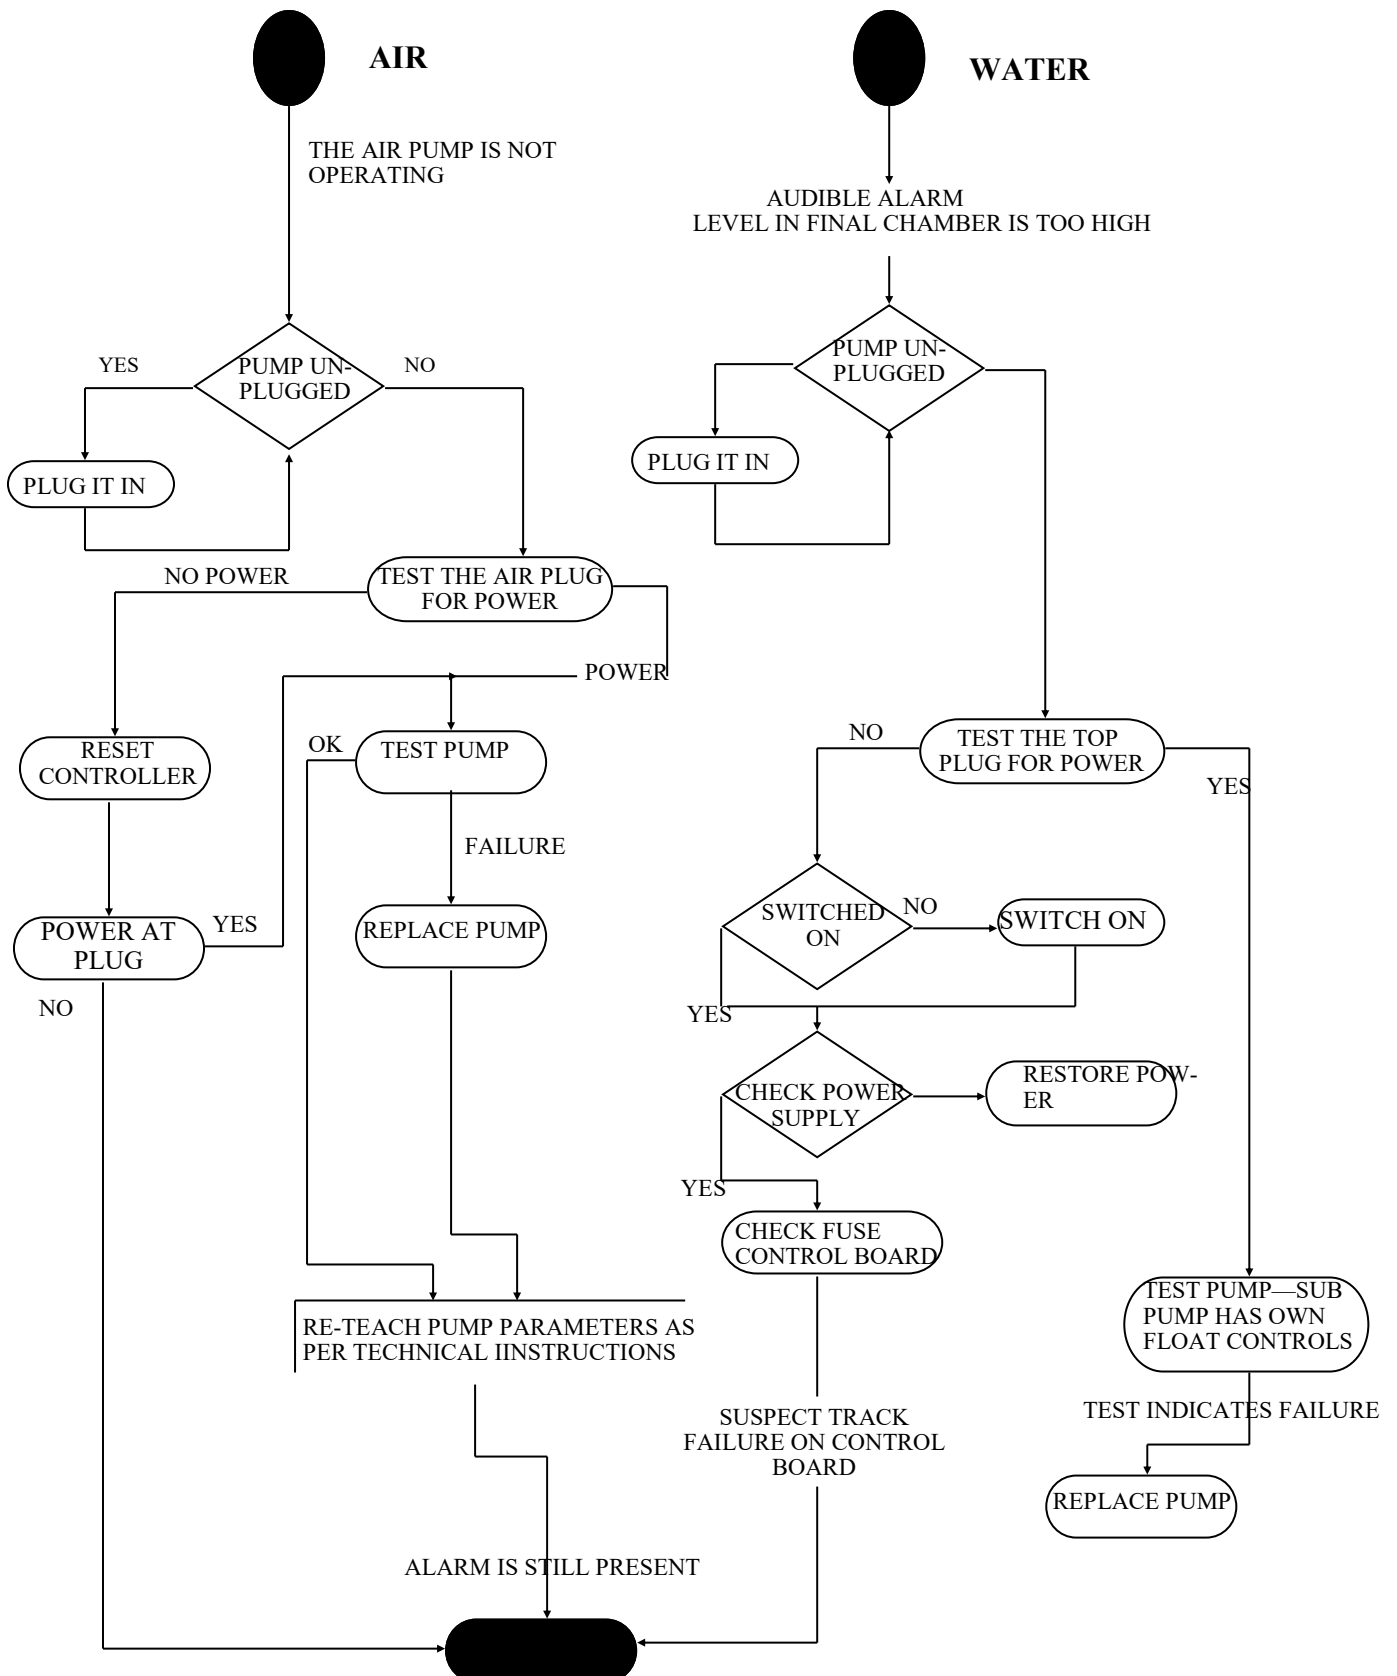 AIR
WATER
THE AIR PUMP IS NOT
OPERATING
AUDIBLE ALARM
LEVEL IN FINAL CHAMBER IS TOO HIGH
YES
PUMP UN-
PLUGGED
NO
PLUG IT IN
PUMP UN-
PLUGGED
PLUG IT IN
NO POWER
TEST THE AIR PLUG
FOR POWER
POWER
RESET
CONTROLLER
OK
TEST PUMP
FAILURE
POWER AT
PLUG
YES
NO
REPLACE PUMP
NO
TEST THE TOP
PLUG FOR POWER
YES
SWITCHED
ON
NO
SWITCH ON
YES
CHECK POWER
SUPPLY
RESTORE POW-
ER
YES
CHECK FUSE
CONTROL BOARD
TEST PUMP—SUB
PUMP HAS OWN
FLOAT CONTROLS
RE-TEACH PUMP PARAMETERS AS
PER TECHNICAL IINSTRUCTIONS
SUSPECT TRACK
FAILURE ON CONTROL
BOARD
TEST INDICATES FAILURE
REPLACE PUMP
ALARM IS STILL PRESENT